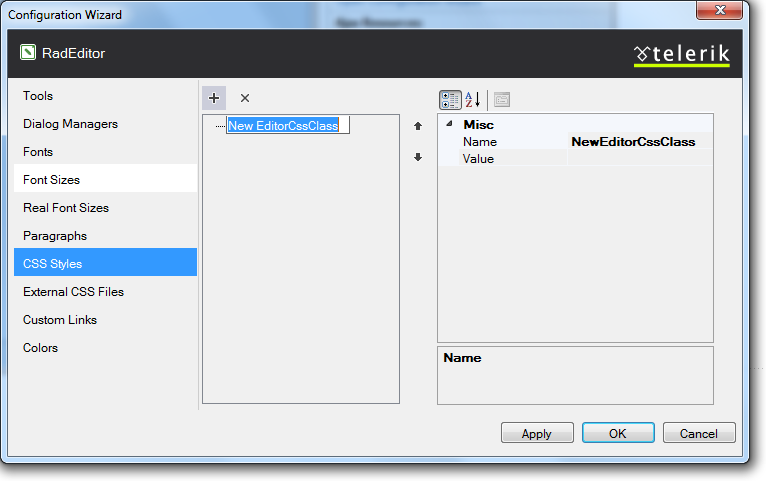 Configuration Wizard
RadEditor
telerik
Tools
Dialog Managers
Fonts
Font Sizes
Real Font Sizes
Paragraphs
CSS Styles
External CSS Files
Custom Links
Colors
New EditorCssClass
Misc
Name NewEditorCssClass
Value
Name
Apply OK Cancel